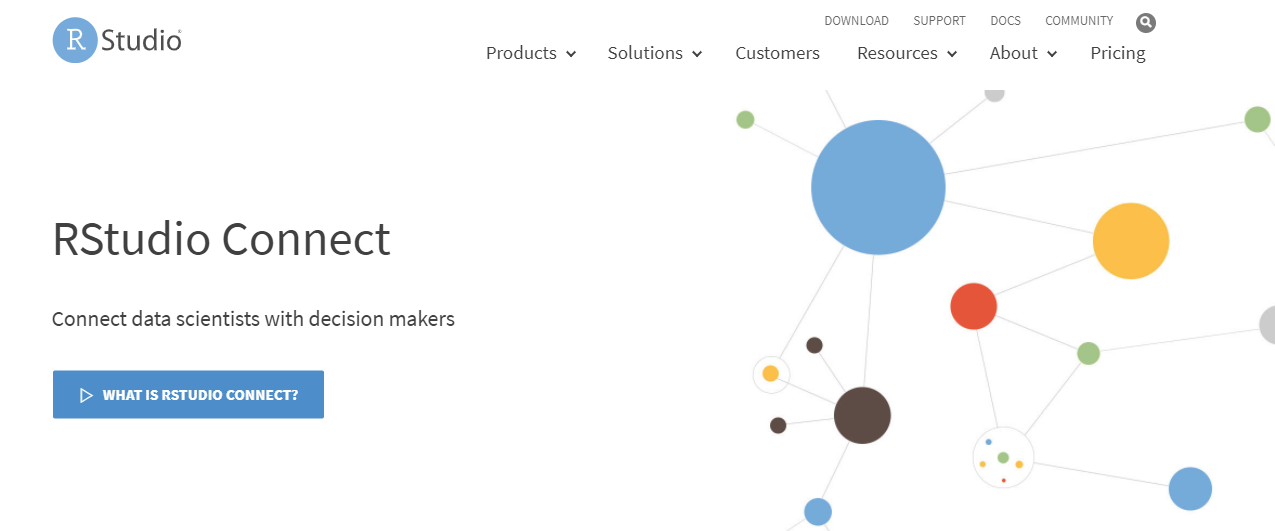 DOWNLOAD SUPPORT DOCS COMMUNITY
R Studio®
Products Solutions Customers Resources About Pricing
RStudio Connect
Connect data scientists with decision makers
WHAT IS RSTUDIO CONNECT?